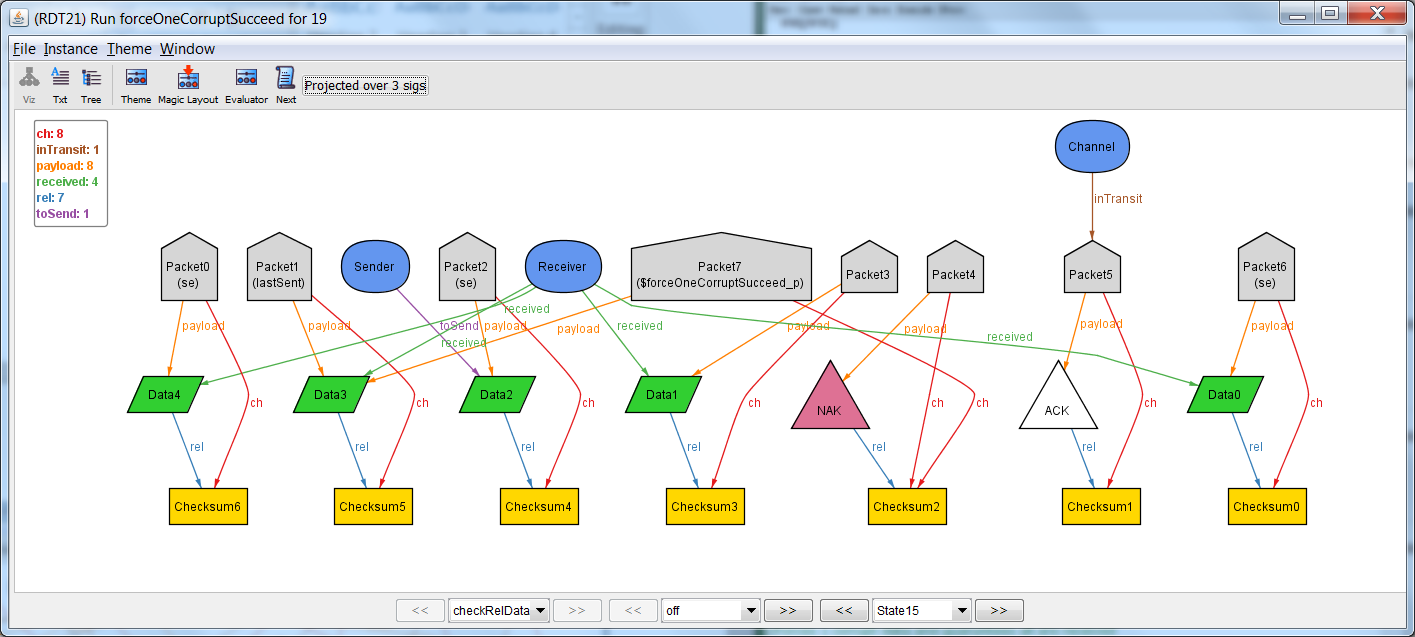 (RDT21) Run forceOneCorruptSucceed for 19
File Instance Theme Window
Viz Txt Tree Theme Magic Layout Evaluator Next Projected over 3 sigs
ch: 8
inTransit: 1
payload: 8
received: 4
rel: 7
toSend: 1
Channel
inTransit
Packet0
(se)
Packet1
(lastSent)
Sender
Packet2
(se)
Receiver
Packet7
($forceOneCorruptSucceed_p)
Packet3
Packet4
Packet5
Packet6
(se)
received
payload payload toSend payload payload received payload payload payload payload
received received
Data4 Data3 Data2 Data1 NAK ACK Data0
ch ch ch ch ch ch ch ch
rel rel rel rel rel rel rel
Checksum6 Checksum5 Checksum4 Checksum3 Checksum2 Checksum1 Checksum0
<< checkRelData >> << off >> << State15 >>